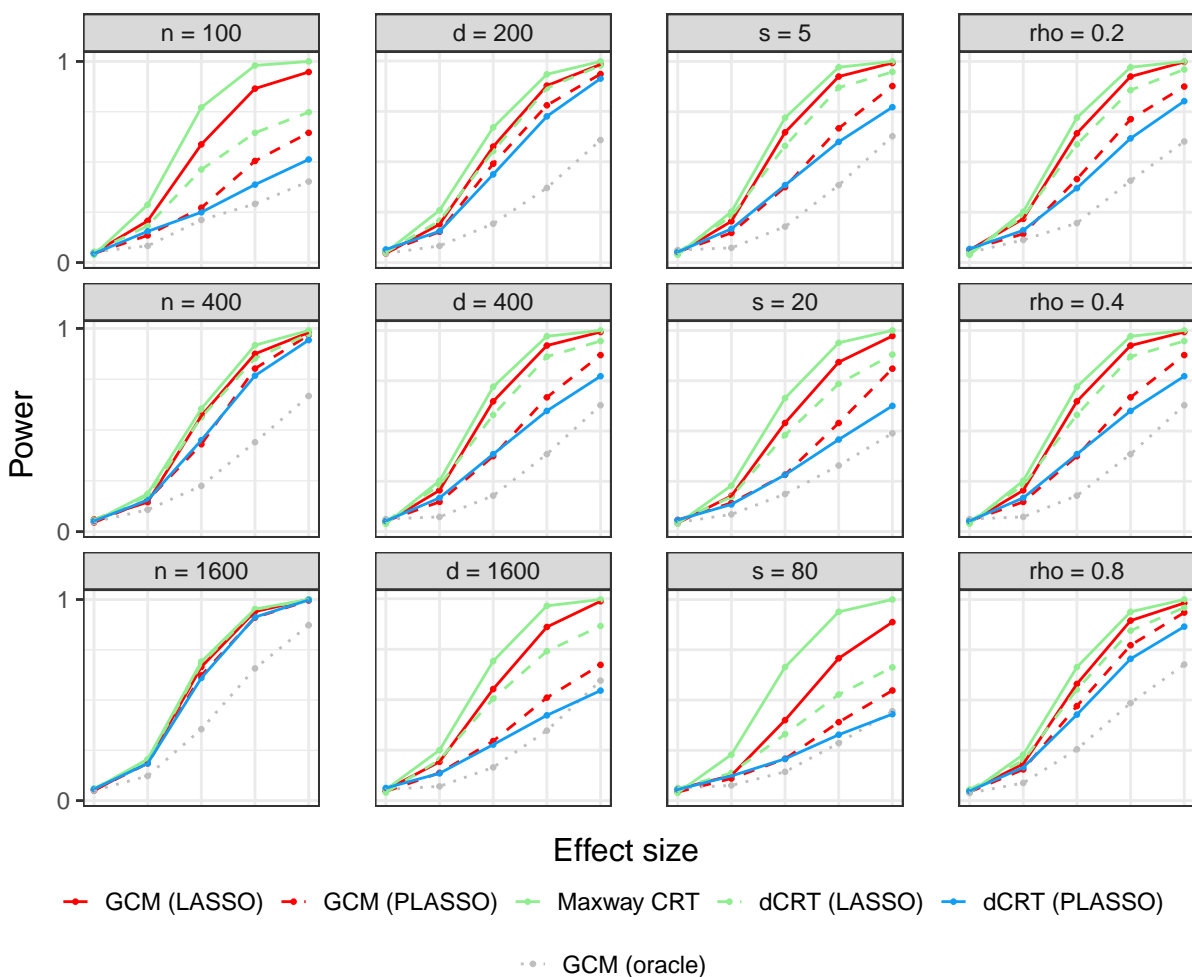 n = 100
d = 200
s = 5
rho = 0.2
1
0
n = 400
d = 400
s = 20
rho = 0.4
1
0
n = 1600
d = 1600
s = 80
rho = 0.8
1
0
Power
Effect size
GCM (LASSO) GCM (PLASSO) Maxway CRT dCRT (LASSO) dCRT (PLASSO)
GCM (oracle)